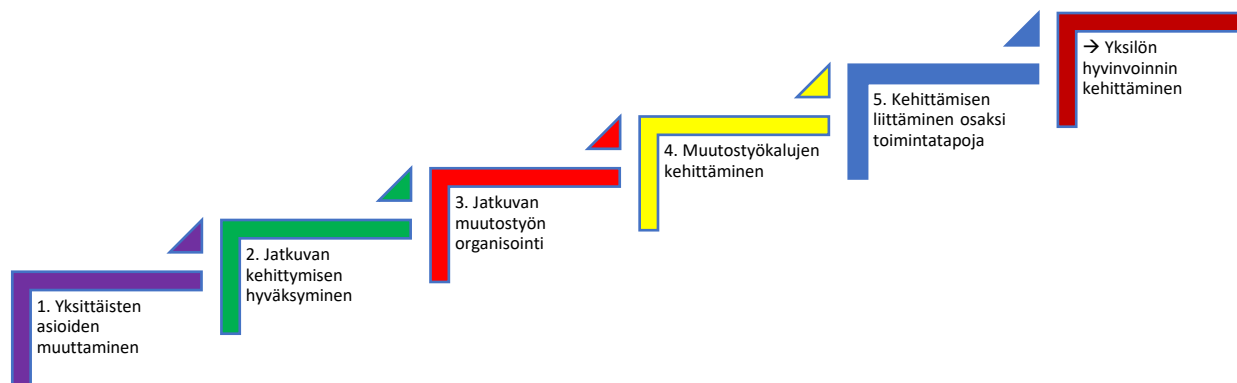 1. Yksittäisten
asioiden
muuttaminen
2. Jatkuvan
kehittymisen
hyväksyminen
3. Jatkuvan
muutostyön
organisointi
4. Muutostyökalujen
kehittäminen
5. Kehittämisen
liittäminen osaksi
toimintatapoja
→ Yksilön
hyvinvoinnin
kehittäminen